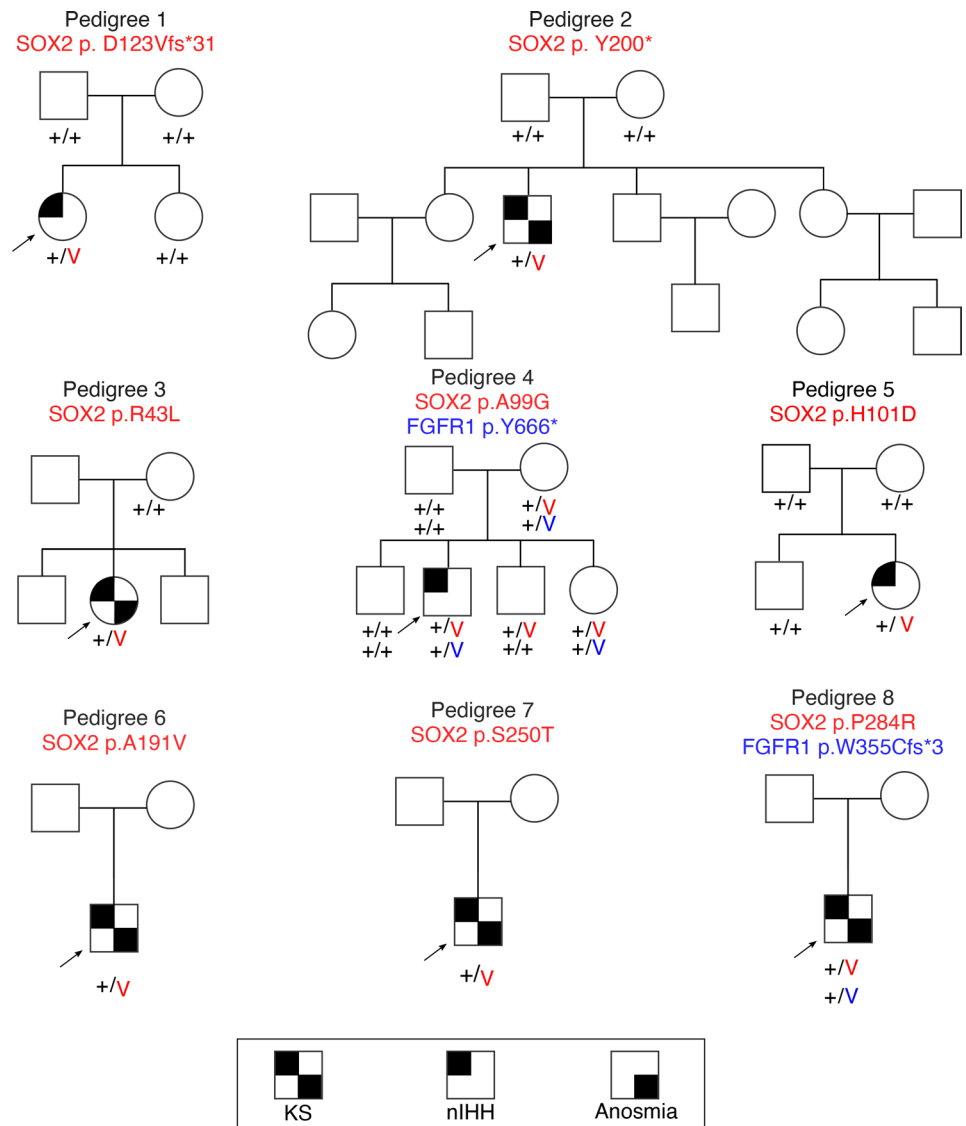 Pedigree 1
SOX2 p. D123Vfs*31
+/+
+/+
+/V
+/+
Pedigree 2
SOX2 p. Y200*
+/+
+/+
+/V
Pedigree 3
SOX2 p.R43L
+/+
+/V
Pedigree 4
SOX2 p.A99G
FGFR1 p.Y666*
+/+
+/+
+/V
+/V
+/+
+/+
+/V
+/V
+/V
+/+
+/V
+/V
Pedigree 5
SOX2 p.H101D
+/+
+/+
+/+
+/V
Pedigree 6
SOX2 p.A191V
+/V
Pedigree 7
SOX2 p.S250T
+/V
Pedigree 8
SOX2 p.P284R
FGFR1 p.W355Cfs*3
+/V
+/V
KS
nIHH
Anosmia